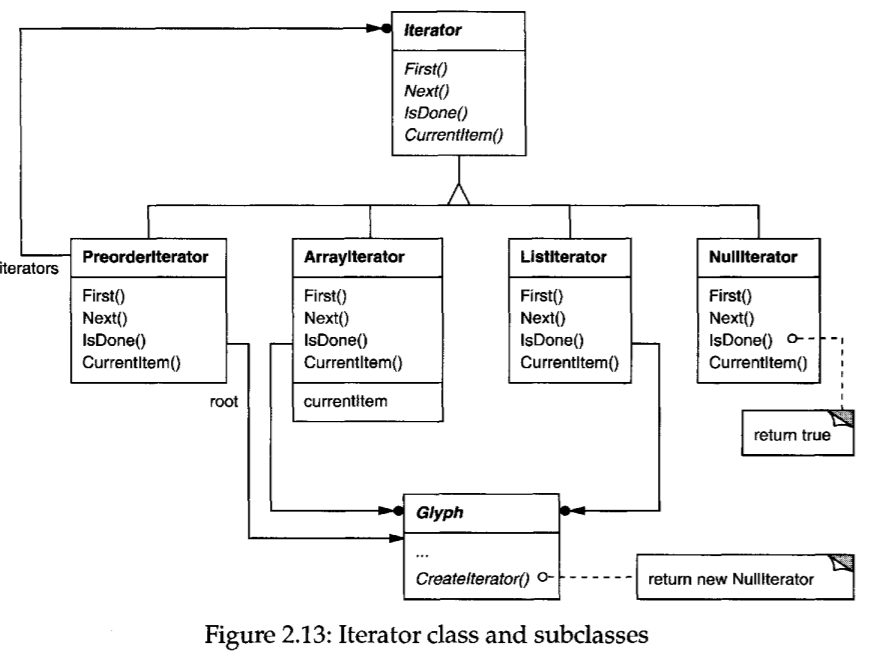 Iterator
First()
Next()
IsDone()
CurrentItem()
iterators
PreorderIterator
First()
Next()
IsDone()
CurrentItem()
root
ArrayIterator
First()
Next()
IsDone()
CurrentItem()
currentItem
ListIterator
First()
Next()
IsDone()
CurrentItem()
NullIterator
First()
Next()
IsDone()
CurrentItem()
return true
Glyph
...
CreateIterator()
return new NullIterator
Figure 2.13: Iterator class and subclasses